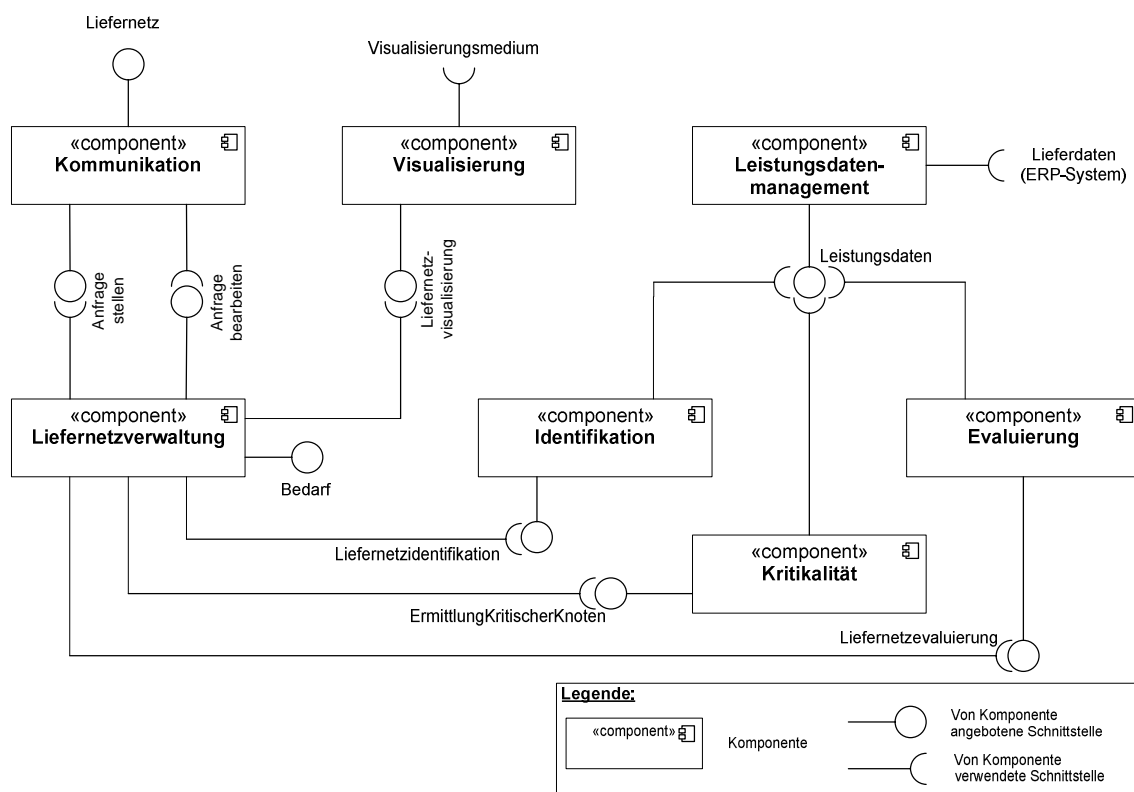 Liefernetz
Visualisierungsmedium
«component»
Kommunikation
«component»
Visualisierung
«component»
Leistungsdaten-
management
Lieferdaten
(ERP-System)
Anfrage
stellen
Anfrage
bearbeiten
Liefernetz-
visualisierung
Leistungsdaten
«component»
Liefernetzverwaltung
«component»
Identifikation
«component»
Evaluierung
Bedarf
Liefernetzidentifikation
«component»
Kritikalität
ErmittlungKritischerKnoten
Liefernetzevaluierung
Legende:
«component»
Komponente
Von Komponente
angebotene Schnittstelle
Von Komponente
verwendete Schnittstelle